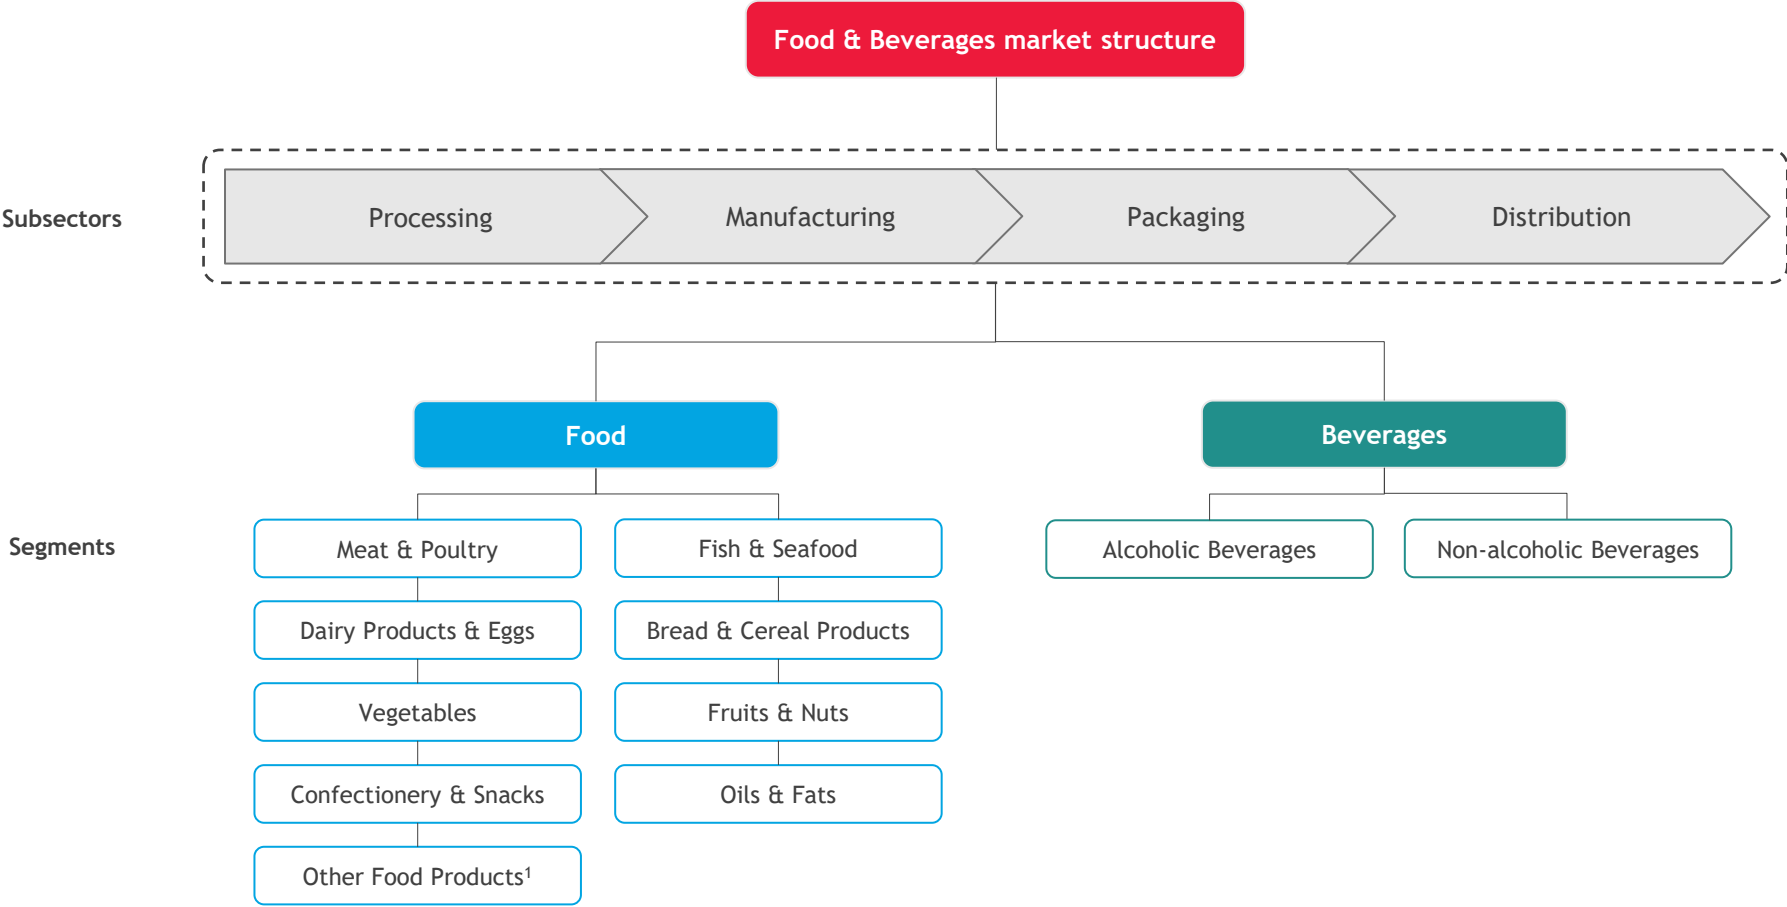 Food & Beverages market structure
Subsectors
Processing
Manufacturing
Packaging
Distribution
Food
Beverages
Segments
Meat & Poultry
Fish & Seafood
Alcoholic Beverages
Non-alcoholic Beverages
Dairy Products & Eggs
Bread & Cereal Products
Vegetables
Fruits & Nuts
Confectionery & Snacks
Oils & Fats
Other Food Products¹